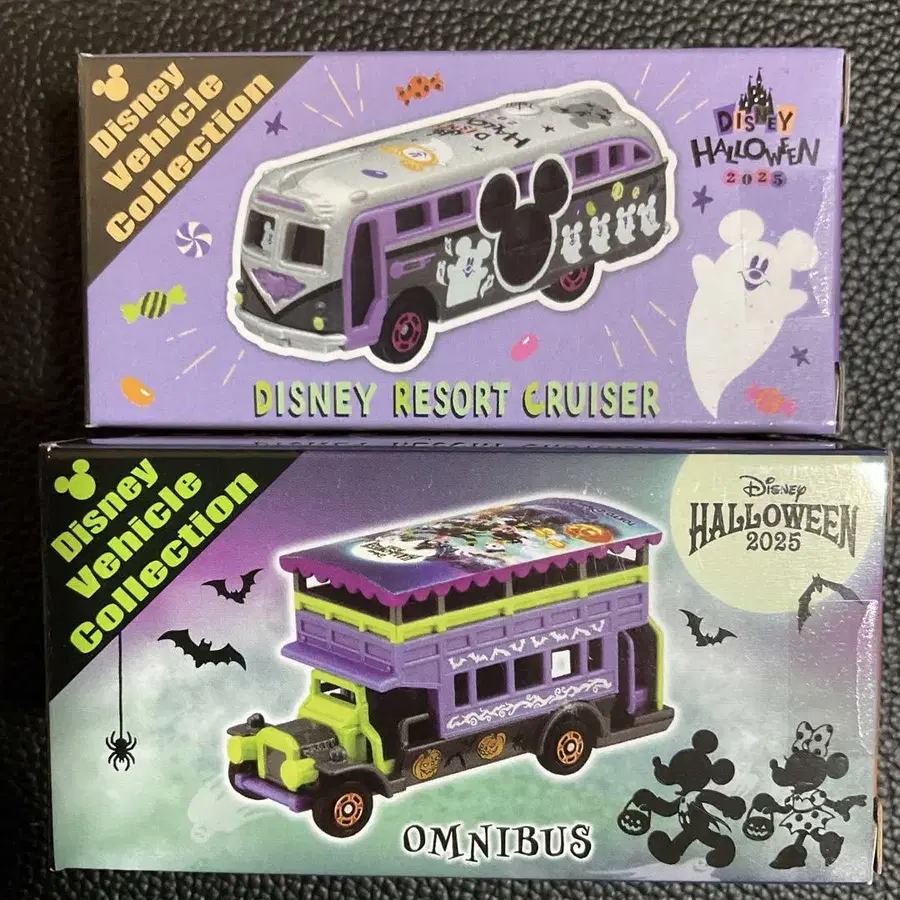 Disney
Vehicle
Collection
DISNEY
HALLOWEEN
2025
DISNEY RESORT CRUISER
Disney
Vehicle
Collection
Disney
HALLOWEEN
2025
OMNIBUS